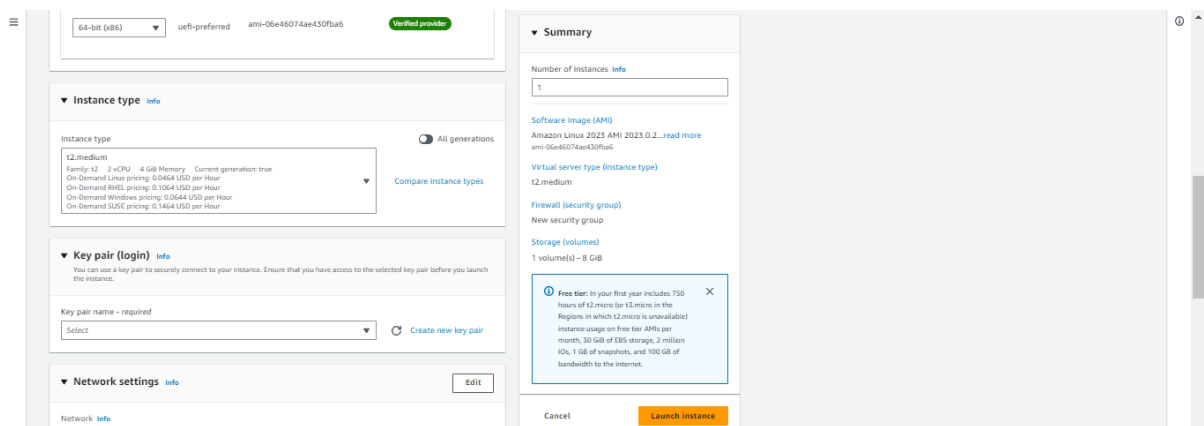 64-bit (x86)
uefi-preferred
ami-06e46074ae430fba6
Verified provider
Instance type Info
Instance type
All generations
t2.medium
Family: t2 2 vCPU 4 GiB Memory Current generation: true
On-Demand Linux pricing: 0.0464 USD per Hour
On-Demand RHEL pricing: 0.1064 USD per Hour
On-Demand Windows pricing: 0.0644 USD per Hour
On-Demand SUSE pricing: 0.1464 USD per Hour
Compare instance types
Key pair (login) Info
You can use a key pair to securely connect to your instance. Ensure that you have access to the selected key pair before you launch
the instance.
Key pair name - required
Select
Create new key pair
Network settings Info
Edit
Network Info
Summary
Number of instances Info
1
Software Image (AMI)
Amazon Linux 2023 AMI 2023.0.2...read more
ami-06e46074ae430fba6
Virtual server type (instance type)
t2.medium
Firewall (security group)
New security group
Storage (volumes)
1 volume(s) - 8 GiB
Free tier: In your first year includes 750
hours of t2.micro (or t3.micro in the
Regions in which t2.micro is unavailable)
instance usage on free tier AMIs per
month, 30 GiB of EBS storage, 2 million
IOs, 1 GB of snapshots, and 100 GB of
bandwidth to the internet.
Cancel
Launch instance